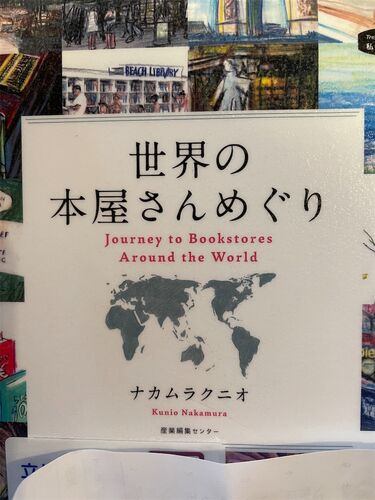 BEACH LIBRARY
私
世界の
本屋さんめぐり
Journey to Bookstores
Around the World
ナカムラクニオ
Kunio Nakamura
産業編集センター